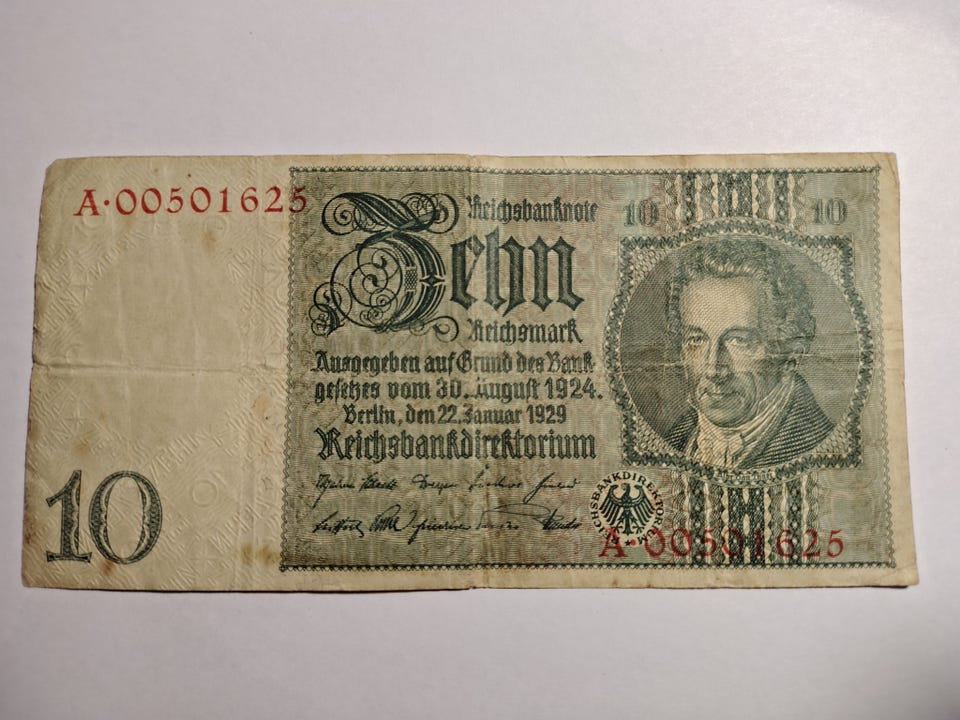 A·00501625
Reichsbanknote
10
10
Zehn
Reichsmark
Ausgegeben auf Grund des Bank-
gesetzes vom 30. August 1924.
Berlin, den 22. Januar 1929
Reichsbankdirektorium
REICHSBANKDIREKTORIUM
10
A·00501625